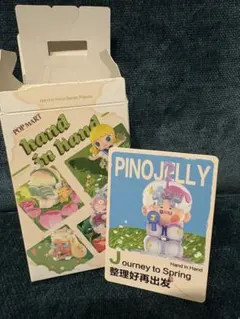 POP MART
hand
in hand
PINOJELLY
Journey to Spring
Hand in Hand
整理好再出发